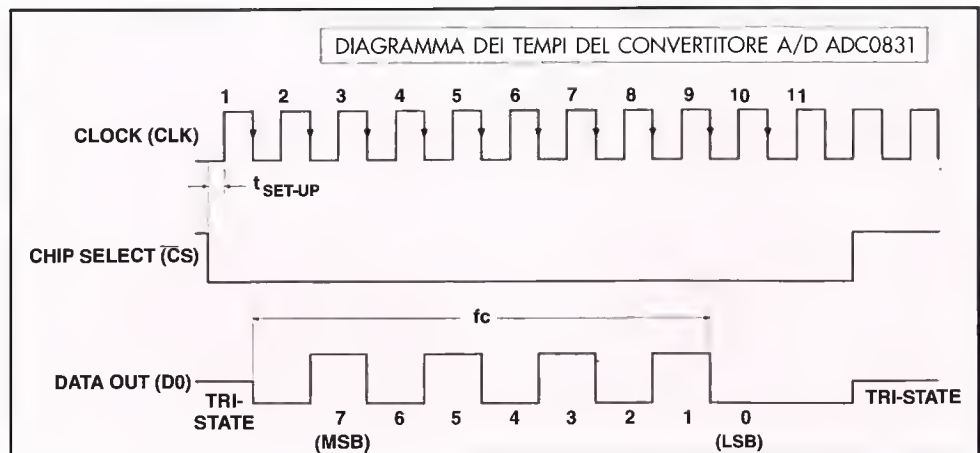 DIAGRAMMA DEI TEMPI DEL CONVERTITORE A/D ADC0831
1 2 3 4 5 6 7 8 9 10 11
CLOCK (CLK)
t SET-UP
CHIP SELECT (CS)
fc
DATA OUT (D0)
TRI-STATE
TRI-STATE
7 6 5 4 3 2 1 0
(MSB) (LSB)